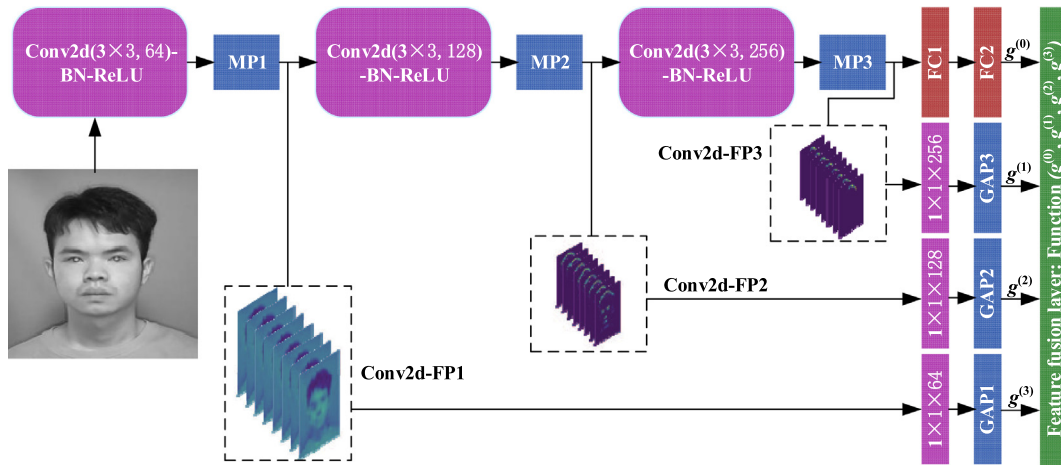 Conv2d(3×3, 64)-
BN-ReLU
MP1
Conv2d(3×3, 128)
-BN-ReLU
MP2
Conv2d(3×3, 256)
-BN-ReLU
MP3
FC1
FC2
g(0)
Conv2d-FP3
1×1×256
GAP3
g(1)
Conv2d-FP2
1×1×128
GAP2
g(2)
Conv2d-FP1
1×1×64
GAP1
g(3)
Feature fusion layer: Function (g(0), g(1), g(2), g(3))